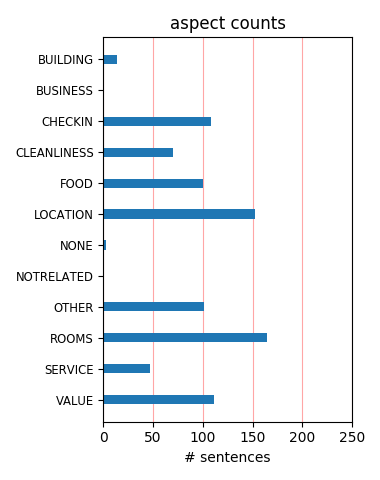 aspect counts
BUILDING
BUSINESS
CHECKIN
CLEANLINESS
FOOD
LOCATION
NONE
NOTRELATED
OTHER
ROOMS
SERVICE
VALUE
0 50 100 150 200 250
# sentences